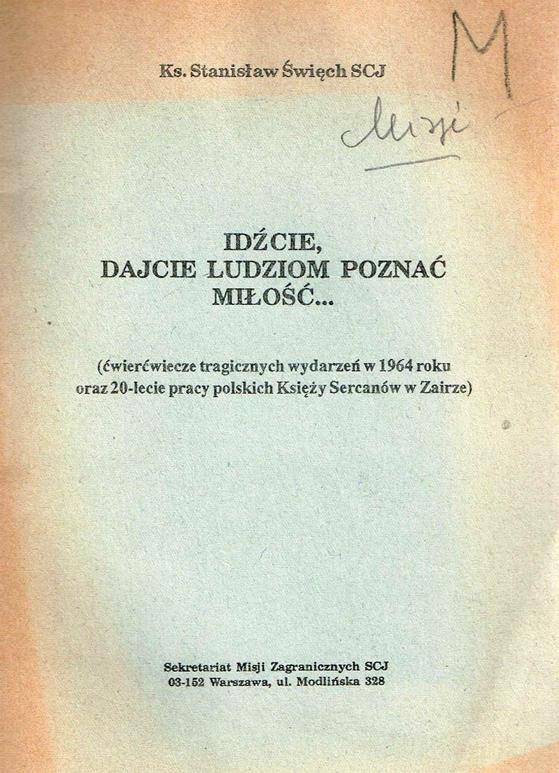 M
Misje
Ks. Stanisław Święch SCJ
IDŹCIE,
DAJCIE LUDZIOM POZNAĆ
MIŁOŚĆ...
(ćwierćwiecze tragicznych wydarzeń w 1964 roku
oraz 20-lecie pracy polskich Księży Sercanów w Zairze)
Sekretariat Misji Zagranicznych SCJ
03-152 Warszawa, ul. Modlińska 328